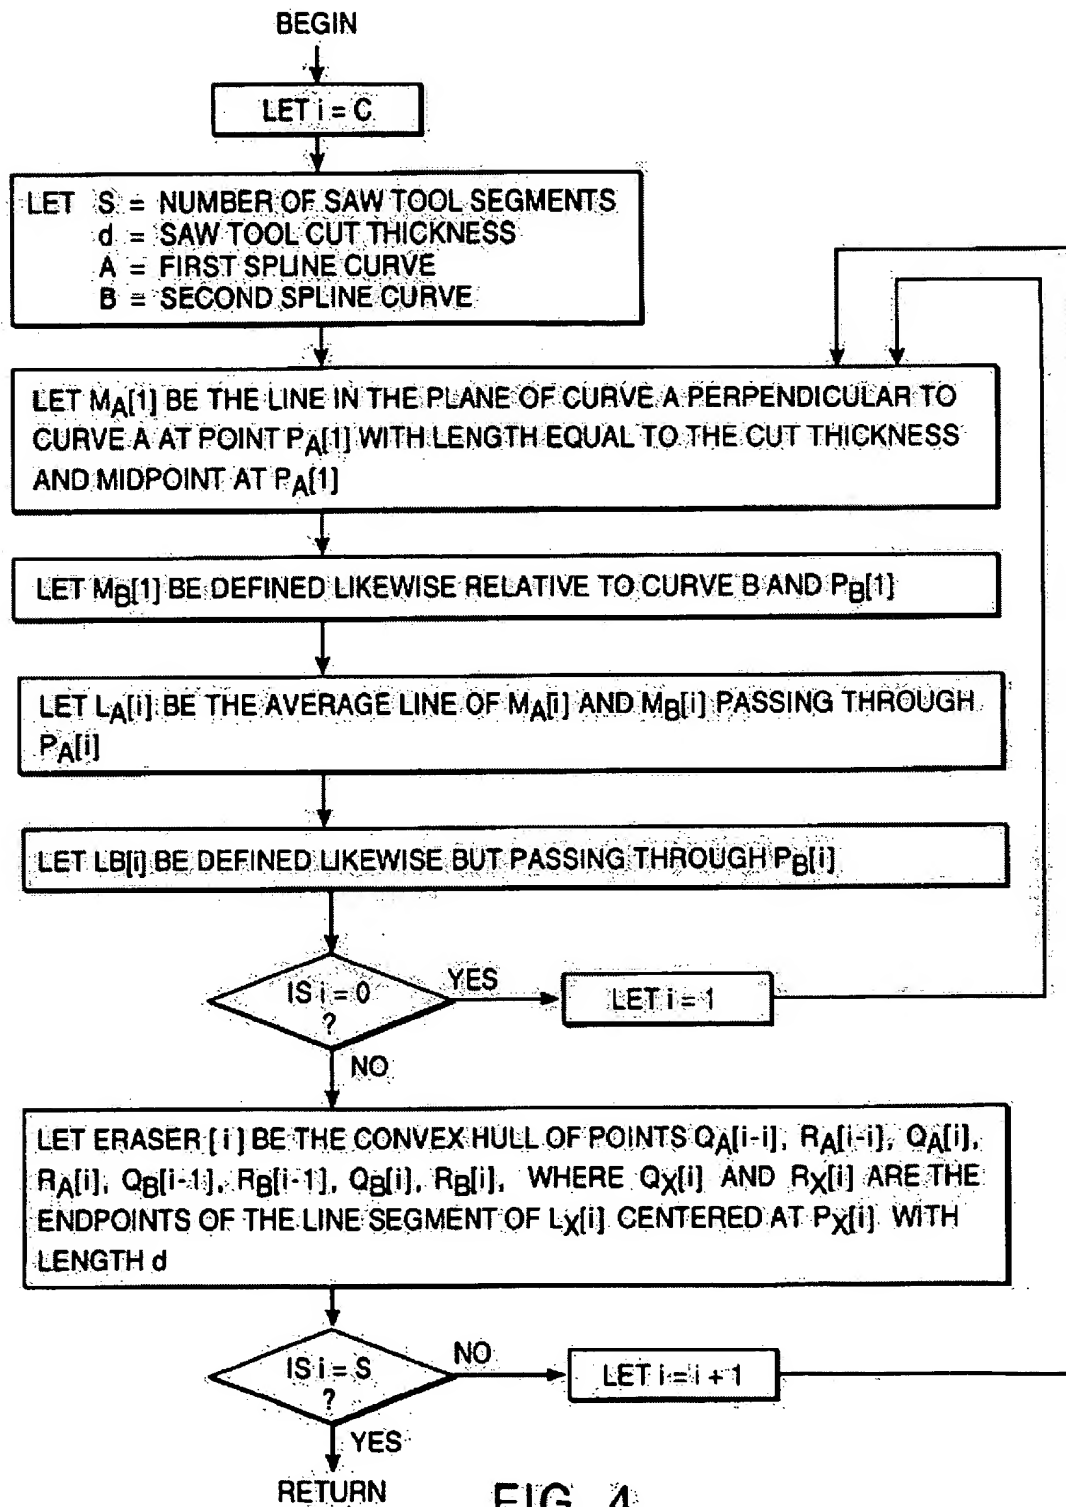 BEGIN
LET i = C
LET S = NUMBER OF SAW TOOL SEGMENTS
d = SAW TOOL CUT THICKNESS
A = FIRST SPLINE CURVE
B = SECOND SPLINE CURVE
LET MA[1] BE THE LINE IN THE PLANE OF CURVE A PERPENDICULAR TO
CURVE A AT POINT PA[1] WITH LENGTH EQUAL TO THE CUT THICKNESS
AND MIDPOINT AT PA[1]
LET MB[1] BE DEFINED LIKEWISE RELATIVE TO CURVE B AND PB[1]
LET LA[i] BE THE AVERAGE LINE OF MA[i] AND MB[i] PASSING THROUGH
PA[i]
LET LB[i] BE DEFINED LIKEWISE BUT PASSING THROUGH PB[i]
IS i = 0
?
YES
LET i = 1
NO
LET ERASER [i] BE THE CONVEX HULL OF POINTS QA[i-i], RA[i-i], QA[i],
RA[i], QB[i-1], RB[i-1], QB[i], RB[i], WHERE QX[i] AND RX[i] ARE THE
ENDPOINTS OF THE LINE SEGMENT OF LX[i] CENTERED AT PX[i] WITH
LENGTH d
IS i = S
?
NO
LET i = i + 1
YES
RETURN
FIG. 4